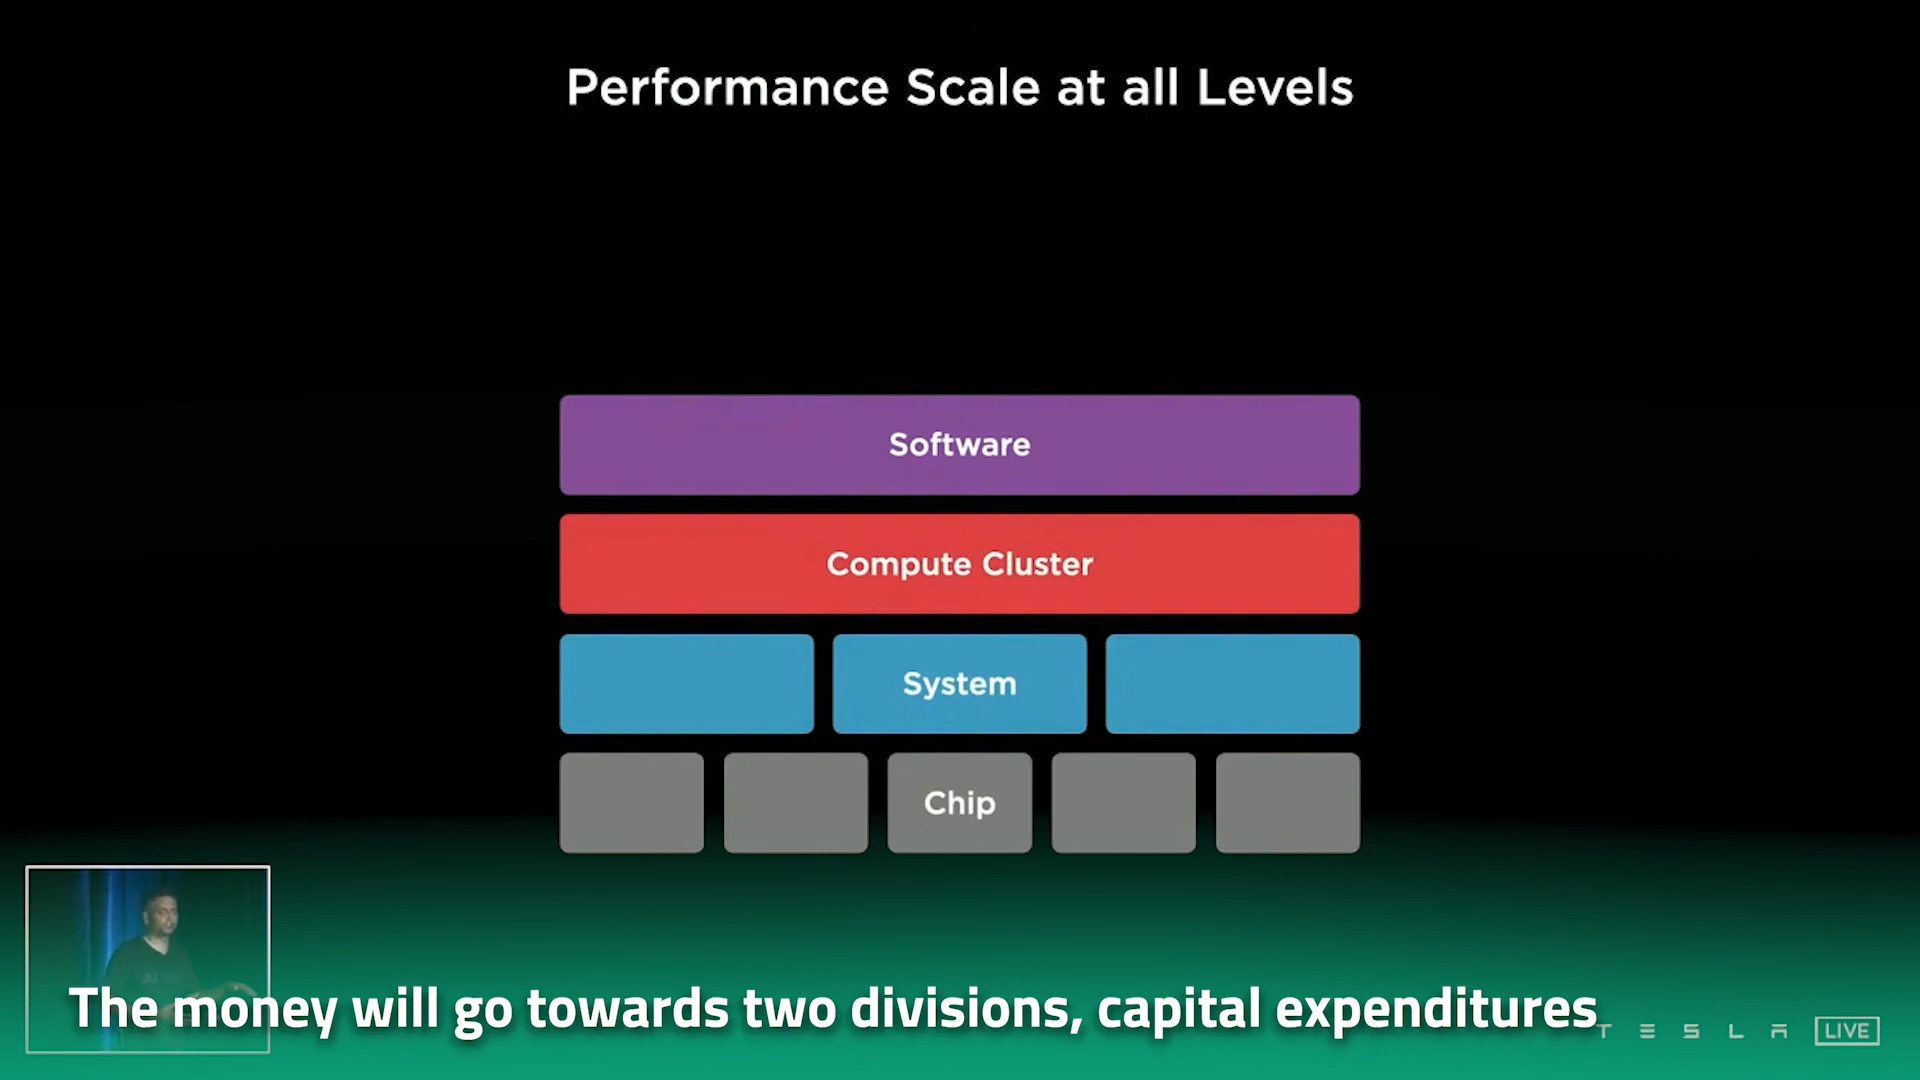 Performance Scale at all Levels
Software
Compute Cluster
System
Chip
The money will go towards two divisions, capital expenditures
TESLA LIVE